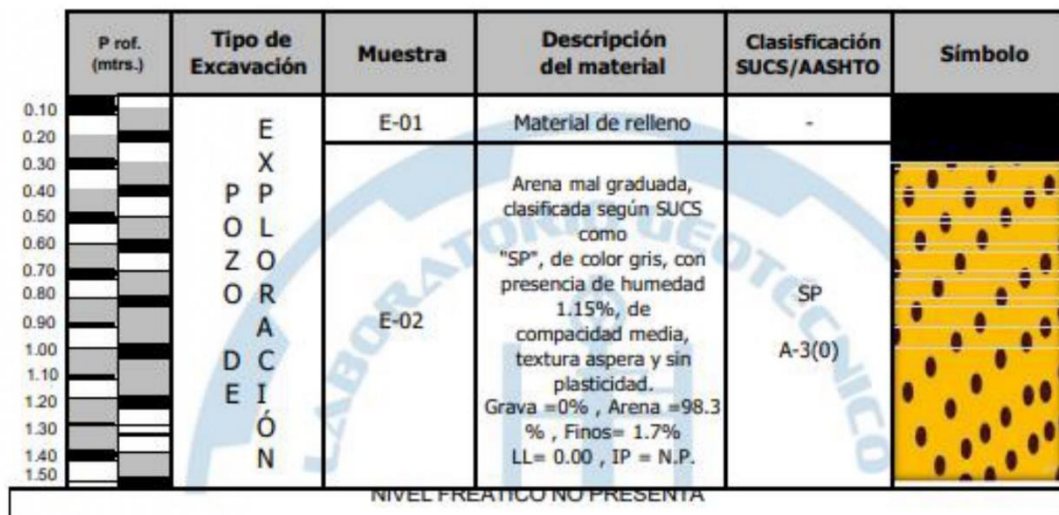 P rof.
(mtrs.)
Tipo de
Excavación
Muestra
Descripción
del material
Clasisficación
SUCS/AASHTO
Símbolo
0.10
0.20
0.30
0.40
0.50
0.60
0.70
0.80
0.90
1.00
1.10
1.20
1.30
1.40
1.50
POZO DE
EXPLORACIÓN
E-01
Material de relleno
-
E-02
Arena mal graduada,
clasificada según SUCS
como
"SP", de color gris, con
presencia de humedad
1.15%, de
compacidad media,
textura aspera y sin
plasticidad.
Grava =0% , Arena =98.3
% , Finos= 1.7%
LL= 0.00 , IP = N.P.
SP
A-3(0)
LABORATORIO GEOTÉCNICO
NIVEL FREATICO NO PRESENTA